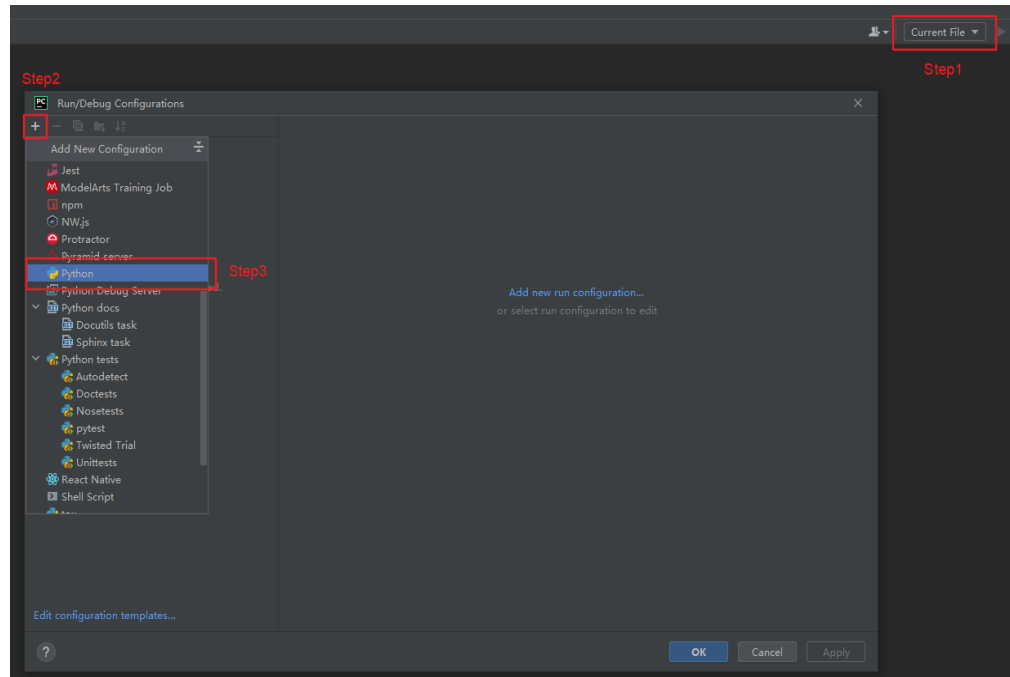 Current File
Step1
Step2
PC
Run/Debug Configurations
Add New Configuration
Jest
ModelArts Training Job
npm
NW.js
Protractor
Pyramid server
Python
Step3
Python Debug Server
d.
Python docs
Docutils task
Sphinx task
Python tests
Autodetect
Doctests
Nosetests
pytest
Twisted Trial
Unittests
React Native
Shell Script
Add new run configuration...
or select run configuration to edit
Edit configuration templates...
?
OK
Cancel
Apply